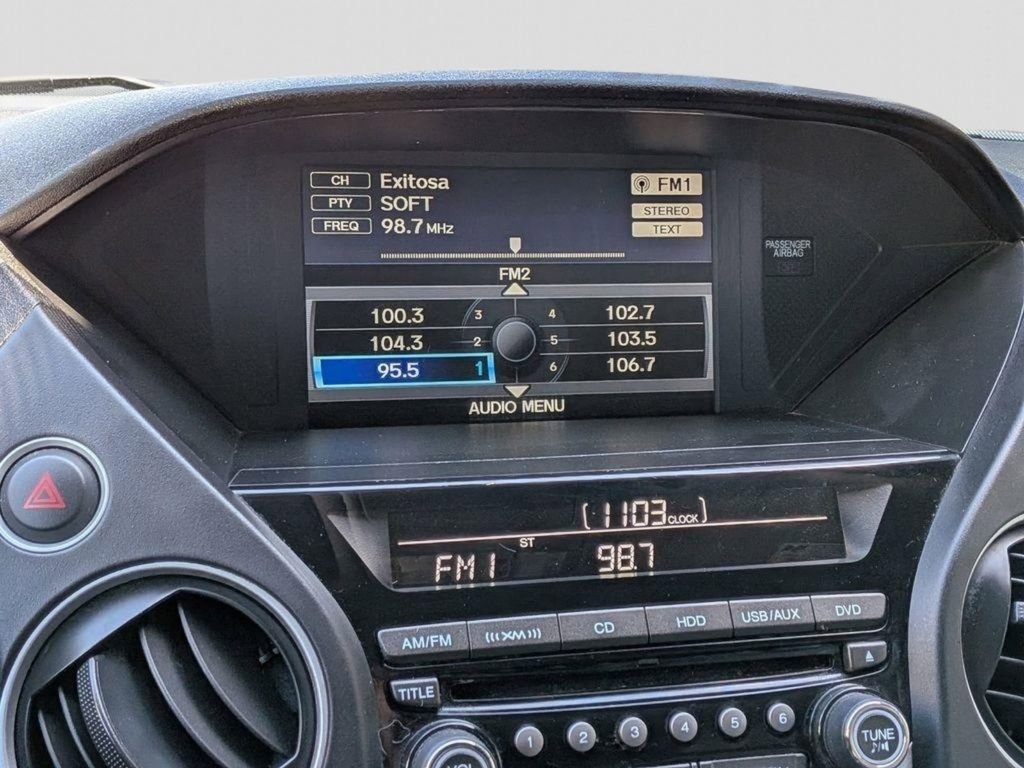 CH Exitosa
PTY SOFT
FREQ 98.7 MHz
FM1
STEREO
TEXT
PASSENGER
AIRBAG
FM2
100.3 3 4 102.7
104.3 2 5 103.5
95.5 1 6 106.7
AUDIO MENU
1103 CLOCK
ST
FM1 98.7
AM/FM (((XM))) CD HDD USB/AUX DVD
TITLE
1 2 3 4 5 6
TUNE
VOL